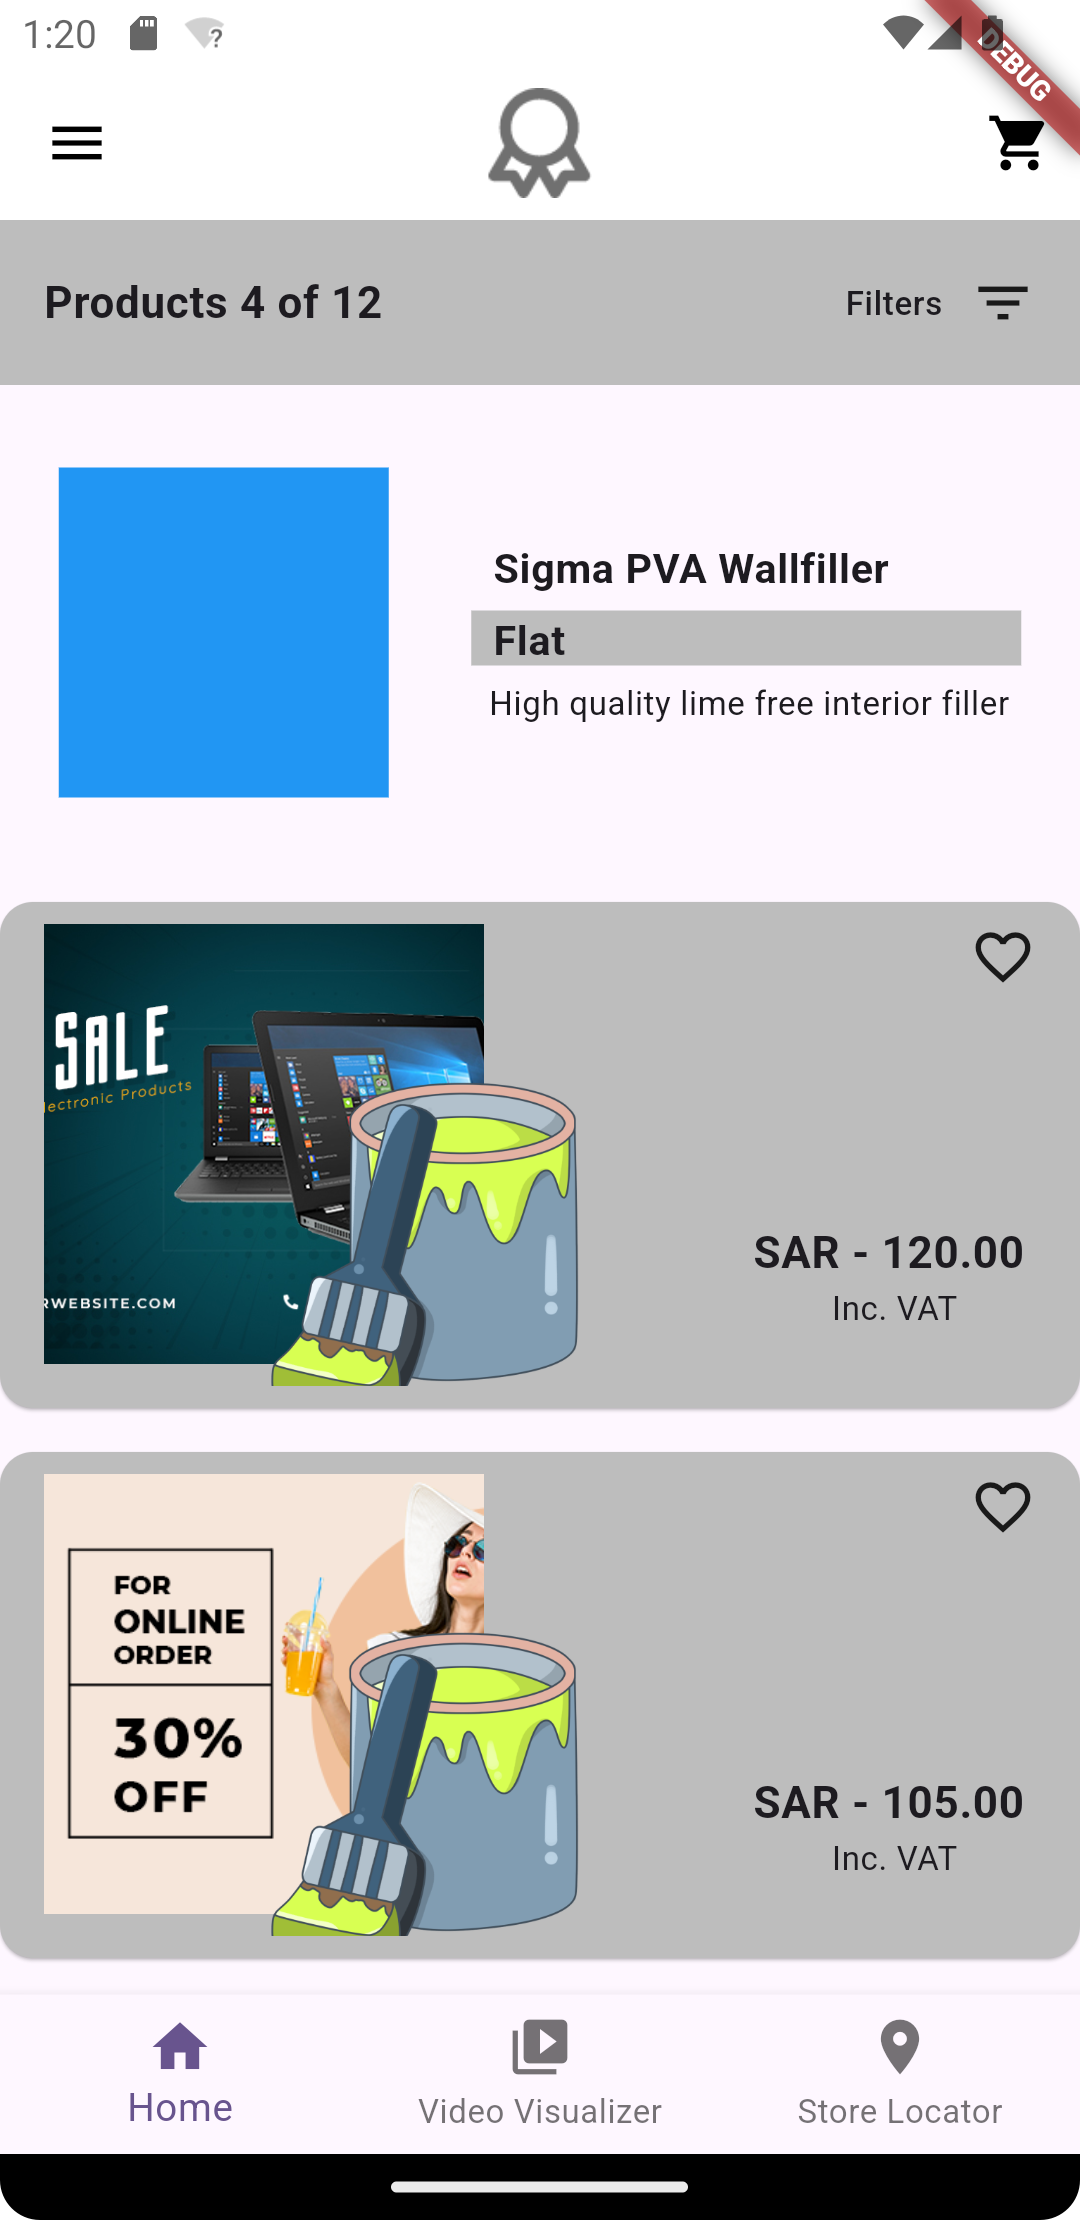 1:20
DEBUG
Products 4 of 12
Filters
Sigma PVA Wallfiller
Flat
High quality lime free interior filler
SALE
lectronic Products
RWEBSITE.COM
SAR - 120.00
Inc. VAT
FOR
ONLINE
ORDER
30%
OFF
SAR - 105.00
Inc. VAT
Home
Video Visualizer
Store Locator